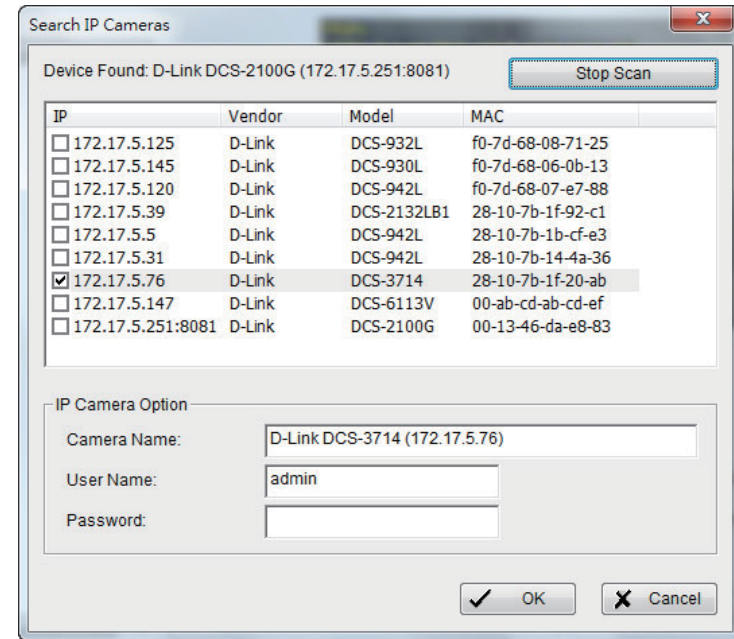 Search IP Cameras
Device Found: D-Link DCS-2100G (172.17.5.251:8081)
Stop Scan
IP Vendor Model MAC
172.17.5.125 D-Link DCS-932L f0-7d-68-08-71-25
172.17.5.145 D-Link DCS-930L f0-7d-68-06-0b-13
172.17.5.120 D-Link DCS-942L f0-7d-68-07-e7-88
172.17.5.39 D-Link DCS-2132LB1 28-10-7b-1f-92-c1
172.17.5.5 D-Link DCS-942L 28-10-7b-1b-cf-e3
172.17.5.31 D-Link DCS-942L 28-10-7b-14-4a-36
172.17.5.76 D-Link DCS-3714 28-10-7b-1f-20-ab
172.17.5.147 D-Link DCS-6113V 00-ab-cd-ab-cd-ef
172.17.5.251:8081 D-Link DCS-2100G 00-13-46-da-e8-83
IP Camera Option
Camera Name: D-Link DCS-3714 (172.17.5.76)
User Name: admin
Password:
OK Cancel